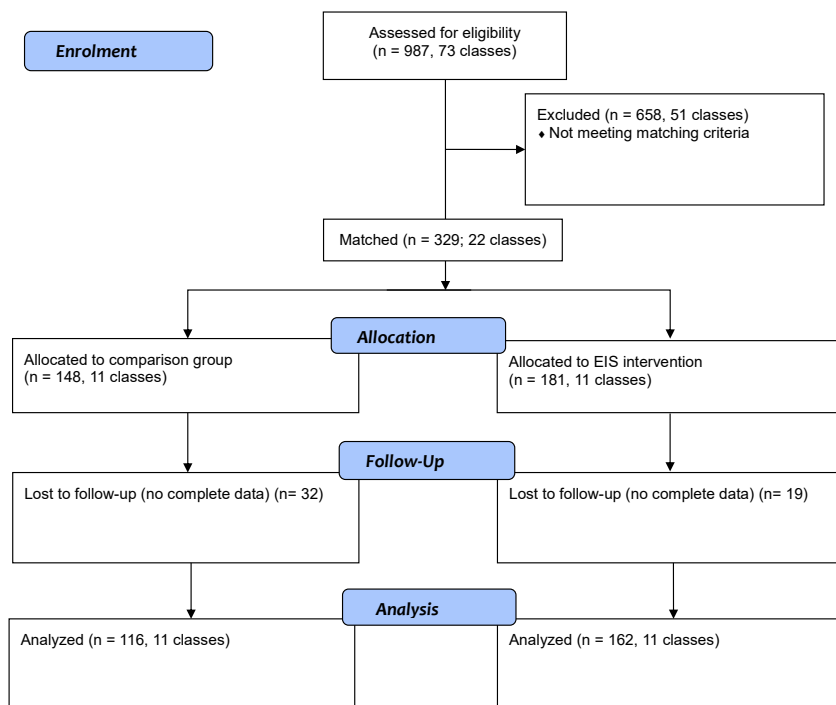 Enrolment
Assessed for eligibility
(n = 987, 73 classes)
Excluded (n = 658, 51 classes)
♦ Not meeting matching criteria
Matched (n = 329; 22 classes)
Allocation
Allocated to comparison group
(n = 148, 11 classes)
Allocated to EIS intervention
(n = 181, 11 classes)
Follow-Up
Lost to follow-up (no complete data) (n= 32)
Lost to follow-up (no complete data) (n= 19)
Analysis
Analyzed (n = 116, 11 classes)
Analyzed (n = 162, 11 classes)